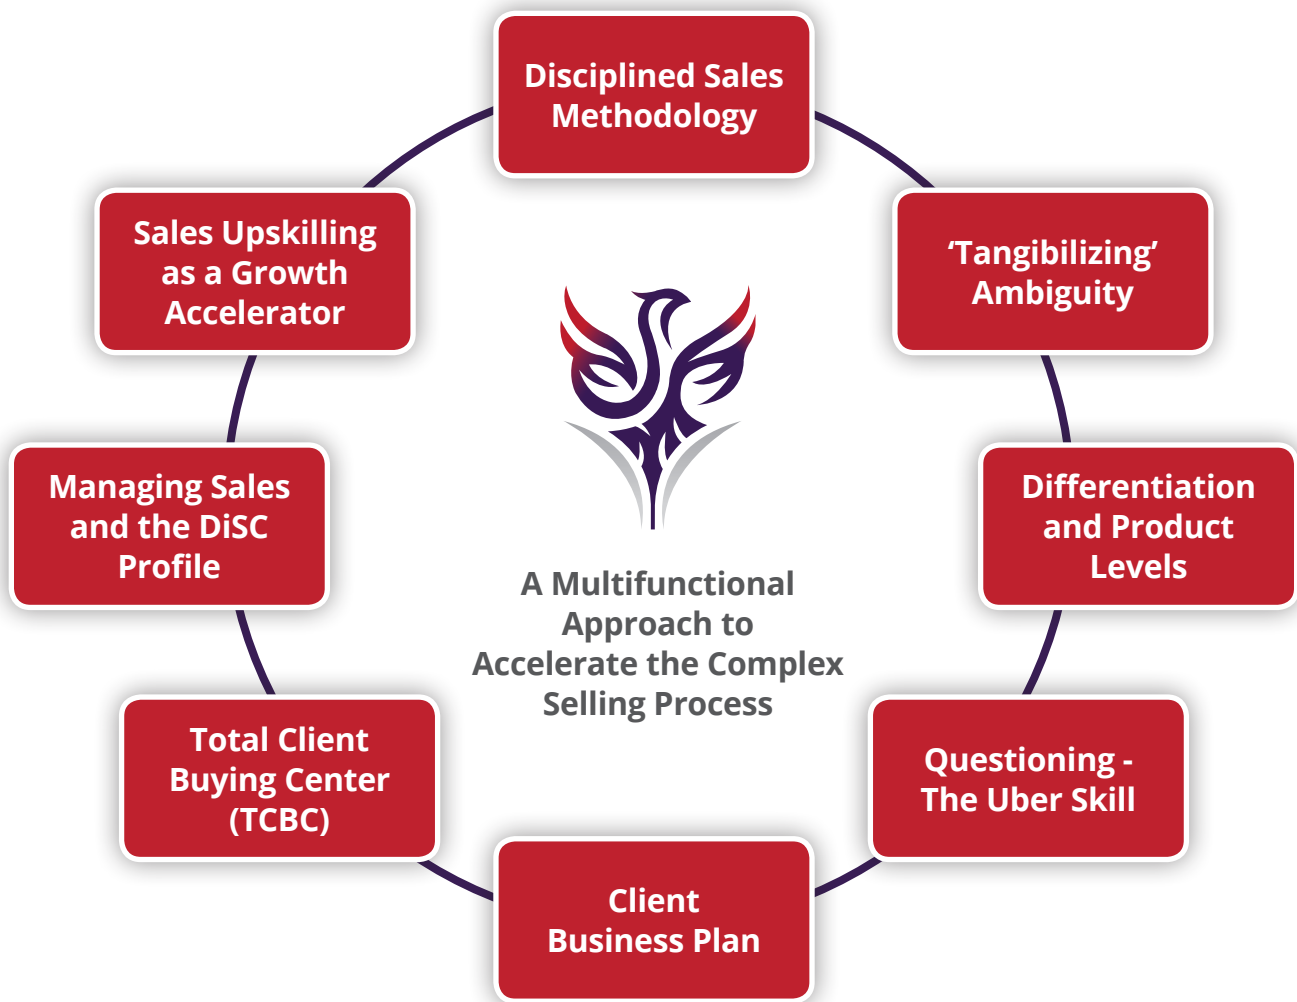 Disciplined Sales
Methodology
‘Tangibilizing’
Ambiguity
Differentiation
and Product
Levels
Questioning -
The Uber Skill
Client
Business Plan
Total Client
Buying Center
(TCBC)
Managing Sales
and the DiSC
Profile
Sales Upskilling
as a Growth
Accelerator
A Multifunctional
Approach to
Accelerate the Complex
Selling Process